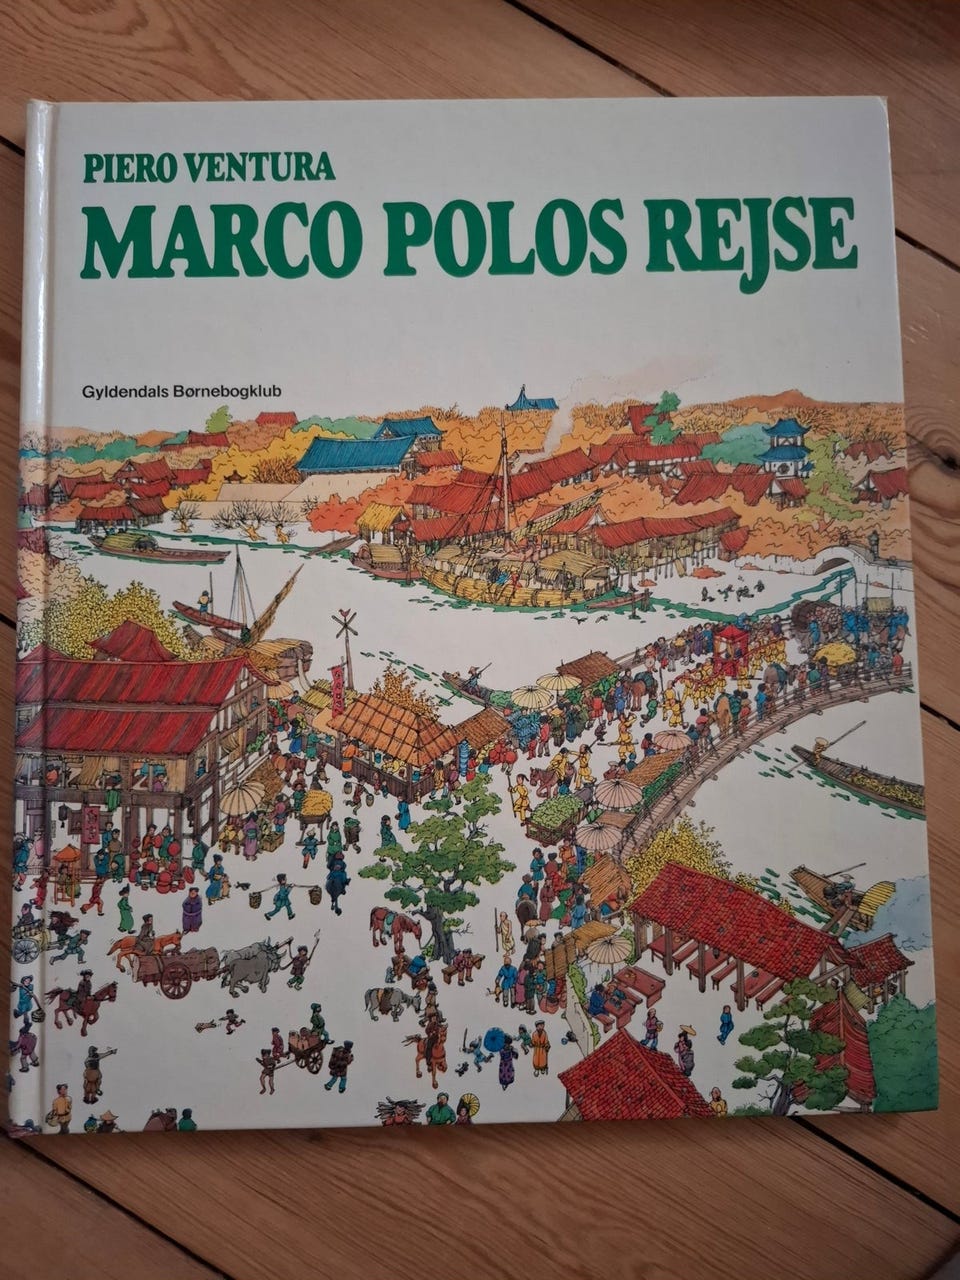 PIERO VENTURA
MARCO POLOS REJSE
Gyldendals Børnebogklub